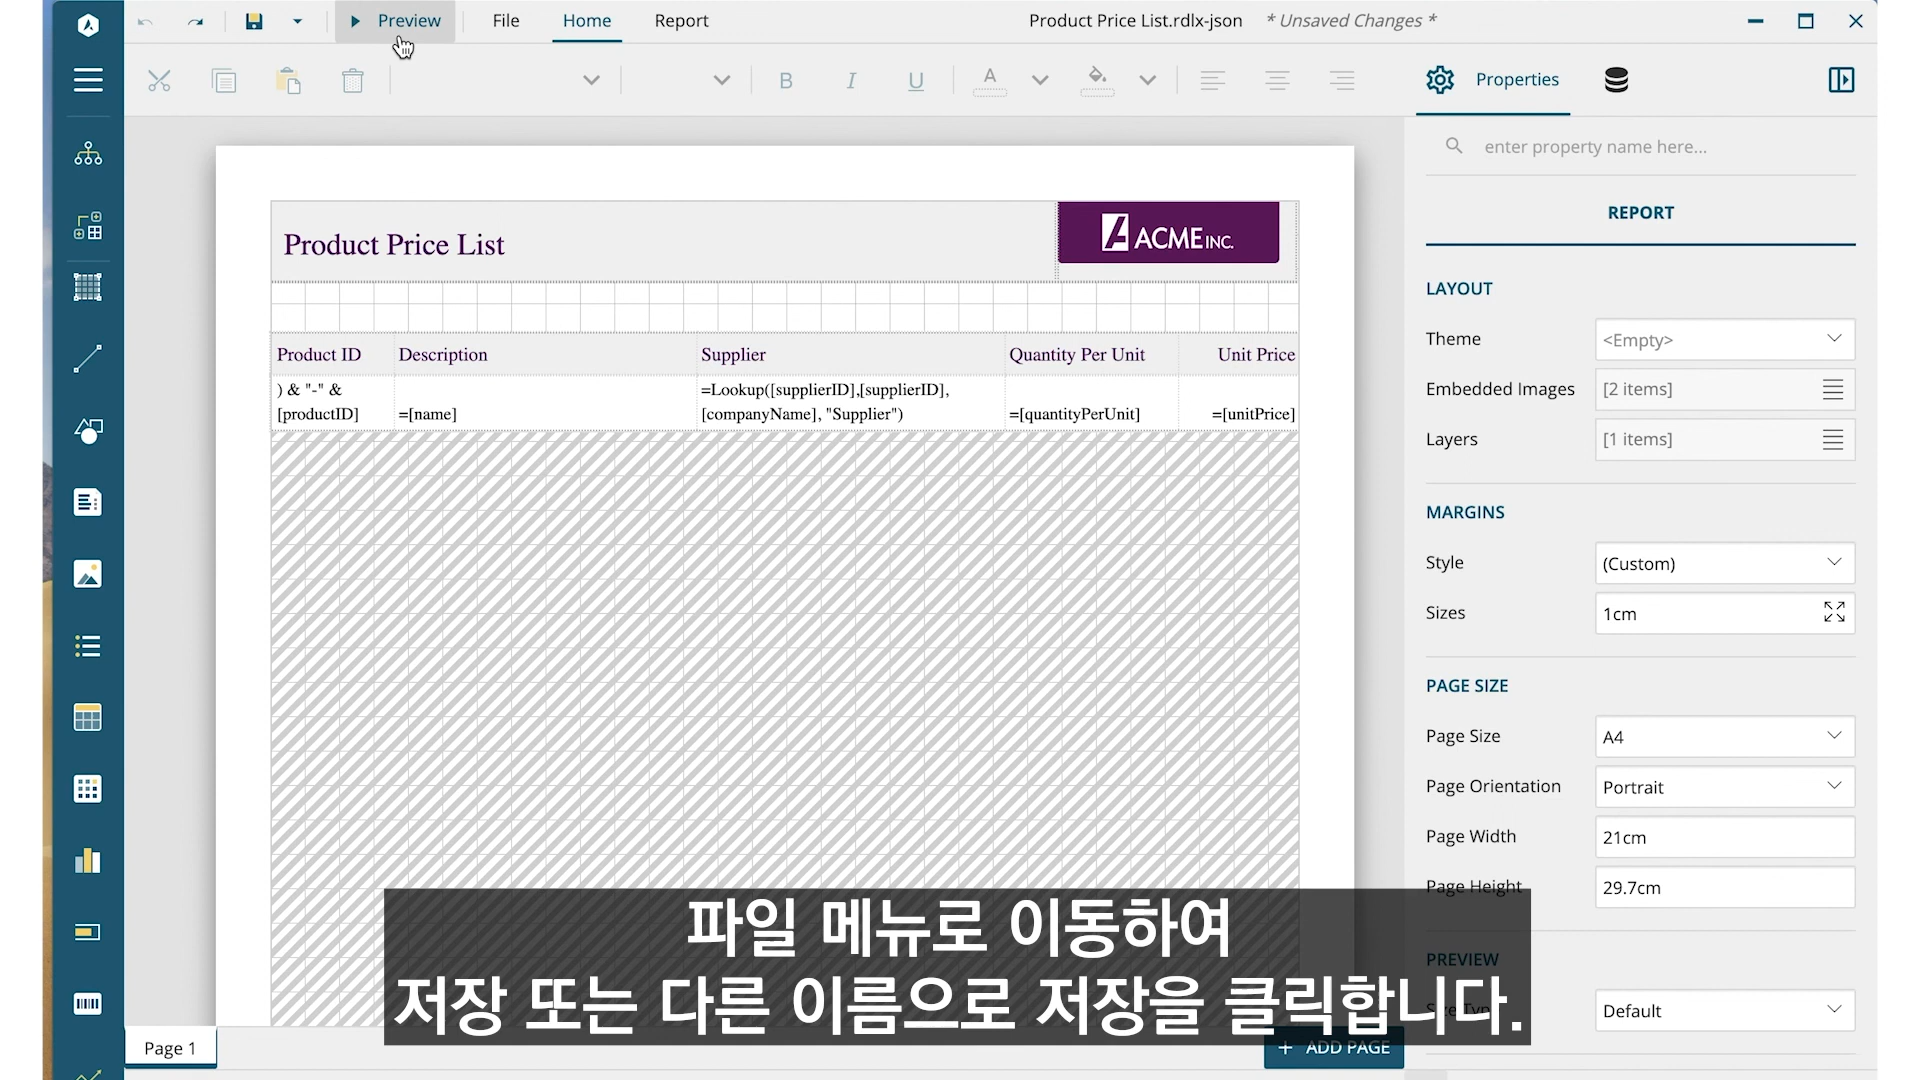 Preview
File
Home
Report
Product Price List.rdlx-json
* Unsaved Changes *
B
I
U
A
Properties
enter property name here...
REPORT
Product Price List
ACME INC.
LAYOUT
Theme
<Empty>
Embedded Images
[2 items]
Layers
[1 items]
Product ID
Description
Supplier
Quantity Per Unit
Unit Price
) & "-" &
[productID]
=[name]
=Lookup([supplierID],[supplierID],
[companyName], "Supplier")
=[quantityPerUnit]
=[unitPrice]
MARGINS
Style
(Custom)
Sizes
1cm
PAGE SIZE
Page Size
A4
Page Orientation
Portrait
Page Width
21cm
Page Height
29.7cm
PREVIEW
Size Type
Default
파일 메뉴로 이동하여
저장 또는 다른 이름으로 저장을 클릭합니다.
Page 1
+ ADD PAGE